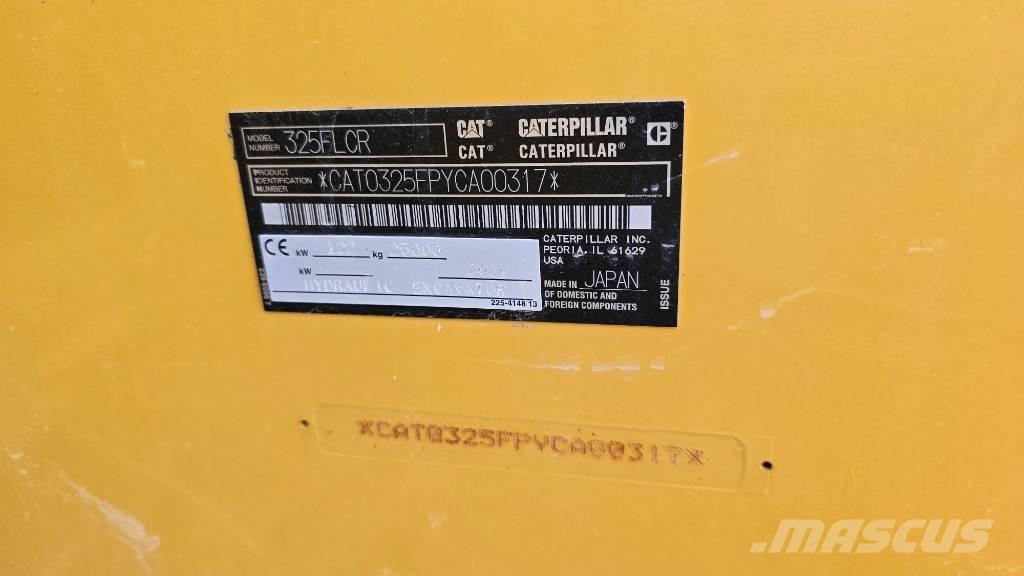 MODEL NUMBER 325FLCR
CAT® CATERPILLAR®
CAT® CATERPILLAR®
PRODUCT IDENTIFICATION NUMBER *CAT0325FPYCA00317*
CATERPILLAR INC.
PEORIA, IL 61629
USA
CE kW kg
kW
HYDRAULIC EXCAVATOR
225-4148 13
MADE IN JAPAN
OF DOMESTIC AND
FOREIGN COMPONENTS
ISSUE
*CAT0325FPYCA00317*
MASCUS